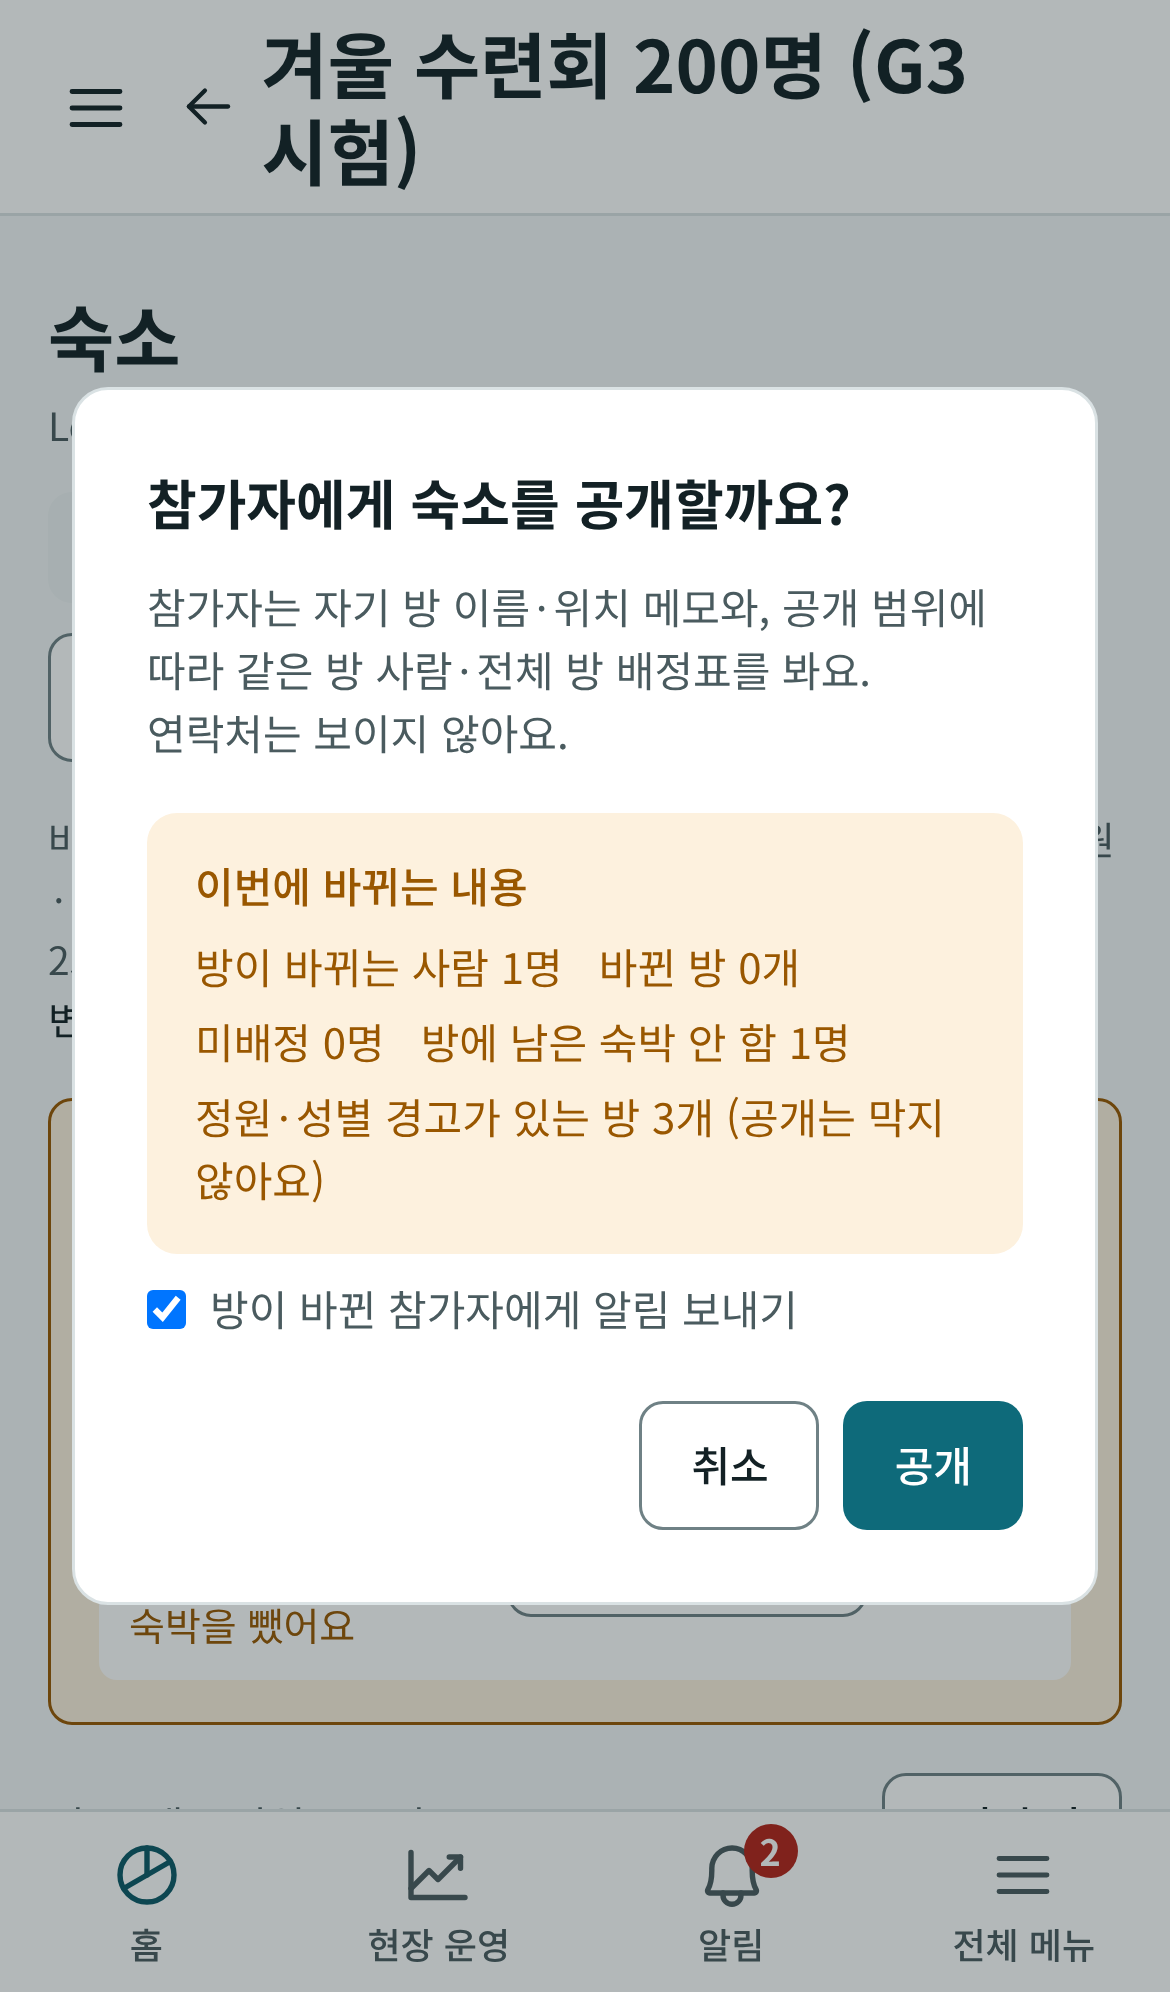 겨울 수련회 200명 (G3
시험)
숙소
참가자에게 숙소를 공개할까요?
참가자는 자기 방 이름·위치 메모와, 공개 범위에
따라 같은 방 사람·전체 방 배정표를 봐요.
연락처는 보이지 않아요.
이번에 바뀌는 내용
방이 바뀌는 사람 1명 바뀐 방 0개
미배정 0명 방에 남은 숙박 안 함 1명
정원·성별 경고가 있는 방 3개 (공개는 막지
않아요)
방이 바뀐 참가자에게 알림 보내기
취소 공개
숙박을 뺐어요
2
홈 현장 운영 알림 전체 메뉴